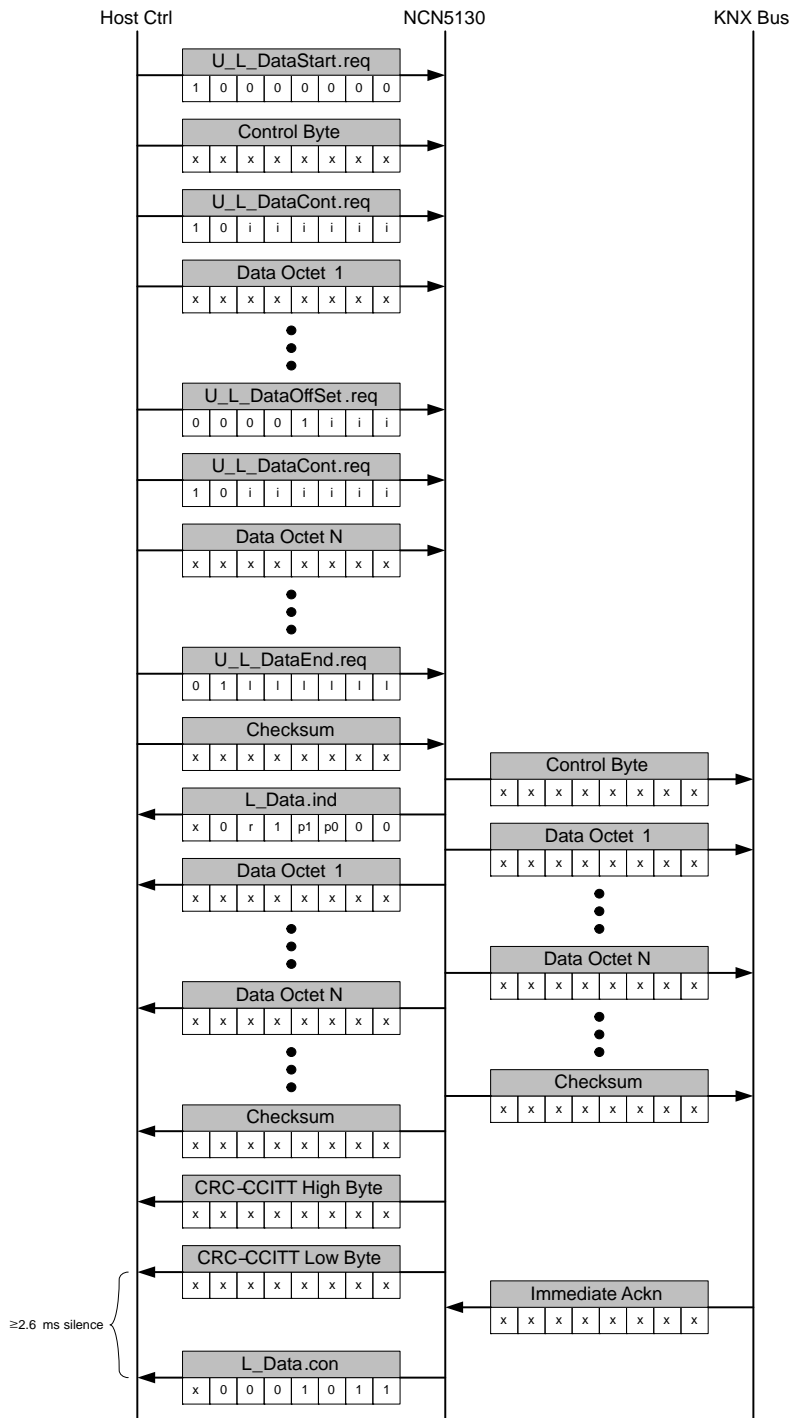 Host Ctrl NCN5130 KNX Bus
U_L_DataStart.req
1 0 0 0 0 0 0 0
Control Byte
x x x x x x x x
U_L_DataCont.req
1 0 i i i i i i
Data Octet 1
x x x x x x x x
U_L_DataOffSet.req
0 0 0 0 1 i i i
U_L_DataCont.req
1 0 i i i i i i
Data Octet N
x x x x x x x x
U_L_DataEnd.req
0 1 l l l l l l
Checksum
x x x x x x x x
Control Byte
x x x x x x x x
L_Data.ind
x 0 r 1 p1 p0 0 0
Data Octet 1
x x x x x x x x
Data Octet 1
x x x x x x x x
Data Octet N
x x x x x x x x
Data Octet N
x x x x x x x x
Checksum
x x x x x x x x
Checksum
x x x x x x x x
CRC-CCITT High Byte
x x x x x x x x
CRC-CCITT Low Byte
x x x x x x x x
Immediate Ackn
x x x x x x x x
≥2.6 ms silence
L_Data.con
x 0 0 0 1 0 1 1